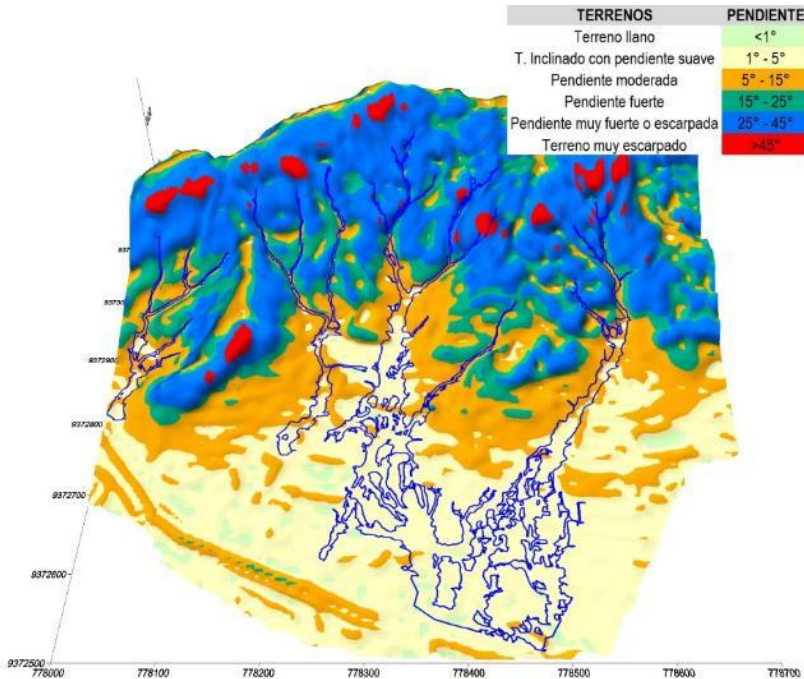 TERRENOS PENDIENTE
Terreno llano <1°
T. Inclinado con pendiente suave 1° - 5°
Pendiente moderada 5° - 15°
Pendiente fuerte 15° - 25°
Pendiente muy fuerte o escarpada 25° - 45°
Terreno muy escarpado >45°
9372800
9372700
9372600
9372500
778000 778100 778200 778300 778400 778500 778600 778700